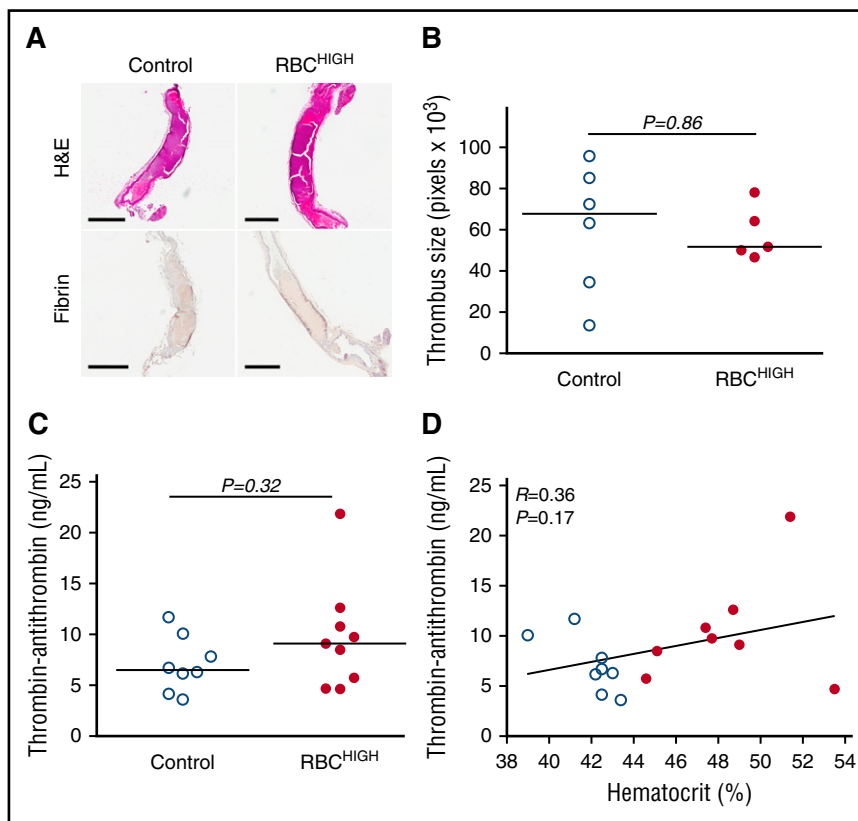 A
Control RBC^HIGH
H&E
Fibrin
B
P=0.86
Thrombus size (pixels x 10^3)
100
80
60
40
20
0
Control RBC^HIGH
C
P=0.32
Thrombin-antithrombin (ng/mL)
25
20
15
10
5
0
Control RBC^HIGH
D
R=0.36
P=0.17
Thrombin-antithrombin (ng/mL)
25
20
15
10
5
0
38 40 42 44 46 48 50 52 54
Hematocrit (%)